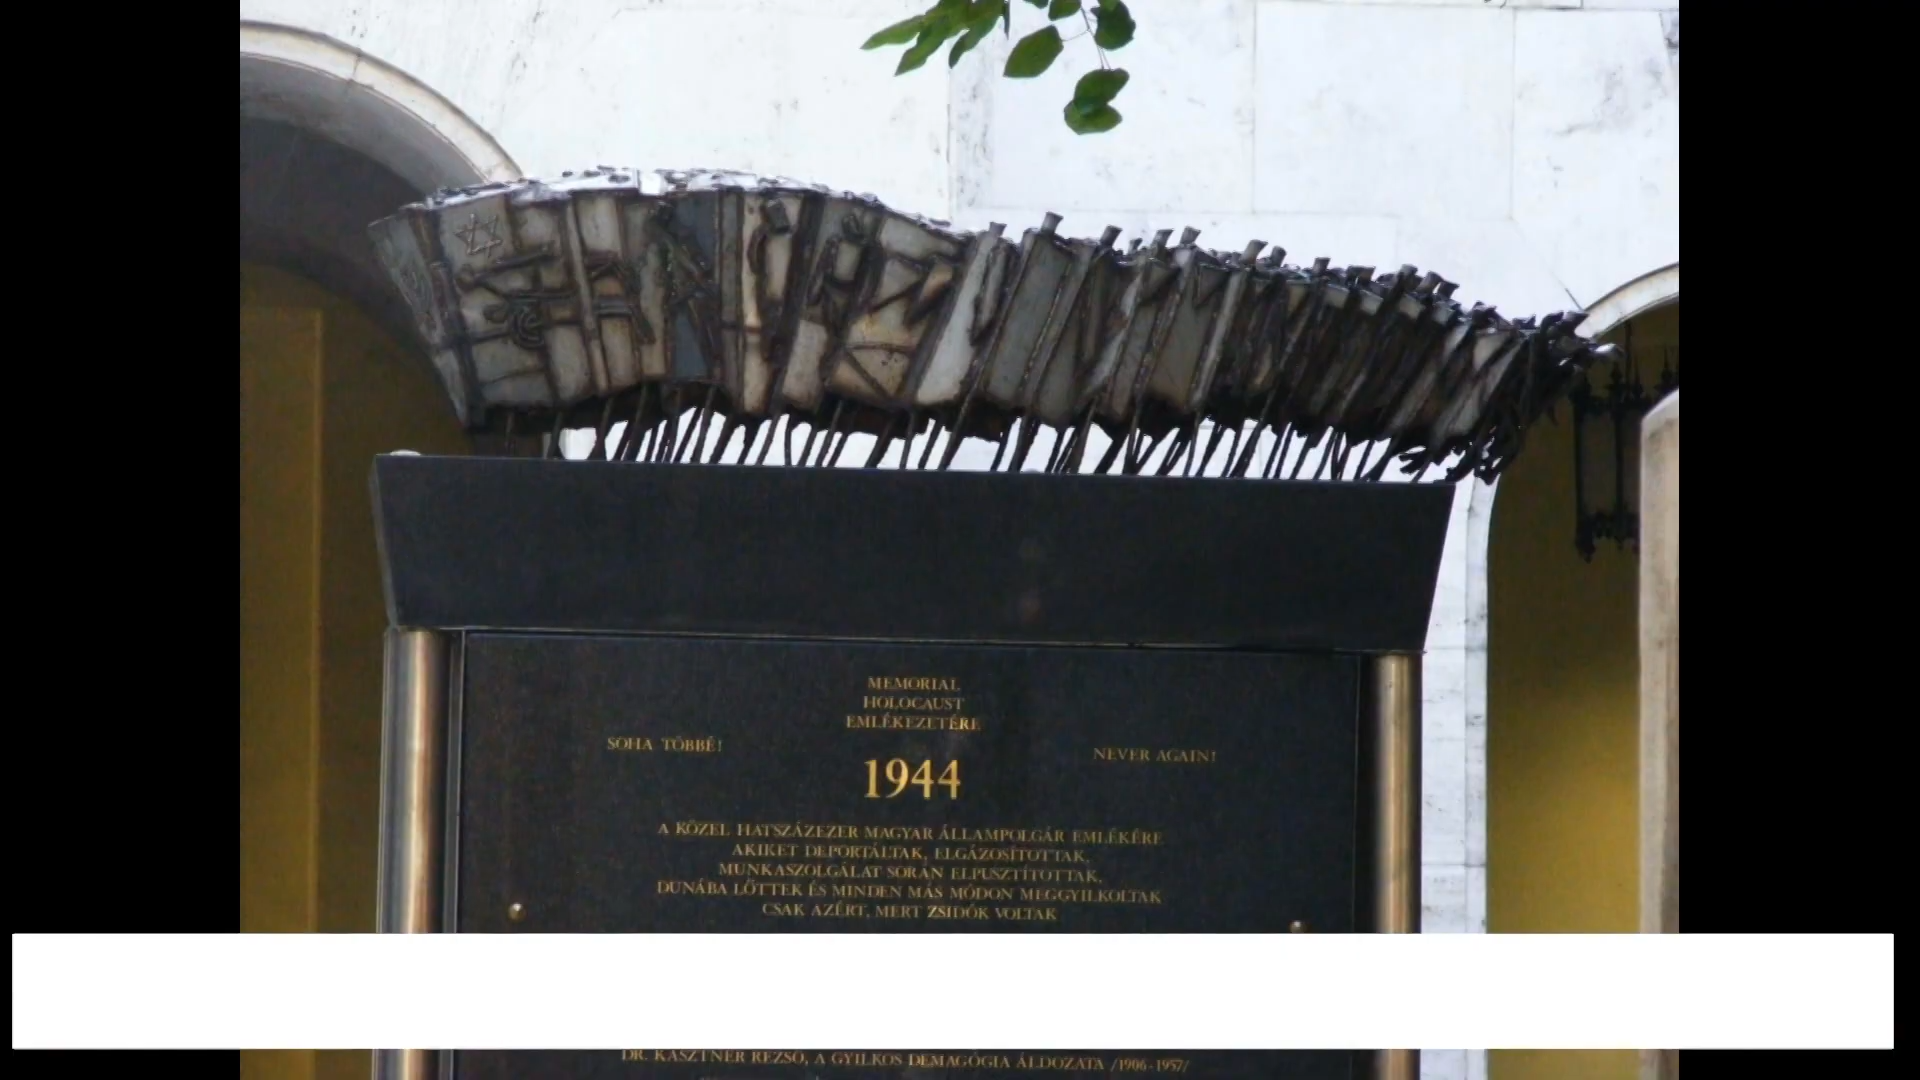 MEMORIAL
HOLOCAUST
EMLÉKEZETÉRE
SOHA TÖBBÉ! NEVER AGAIN!
1944
A KÖZEL HATSZÁZEZER MAGYAR ÁLLAMPOLGÁR EMLÉKÉRE
AKIKET DEPORTÁLTAK, ELGÁZOSÍTOTTAK,
MUNKASZOLGÁLAT SORÁN ELPUSZTÍTOTTAK,
DUNÁBA LŐTTEK ÉS MINDEN MÁS MÓDON MEGGYILKOLTAK
CSAK AZÉRT, MERT ZSIDÓK VOLTAK
DR. KASZTNER REZSŐ, A GYILKOS DEMAGÓGIA ÁLDOZATA /1906-1957/